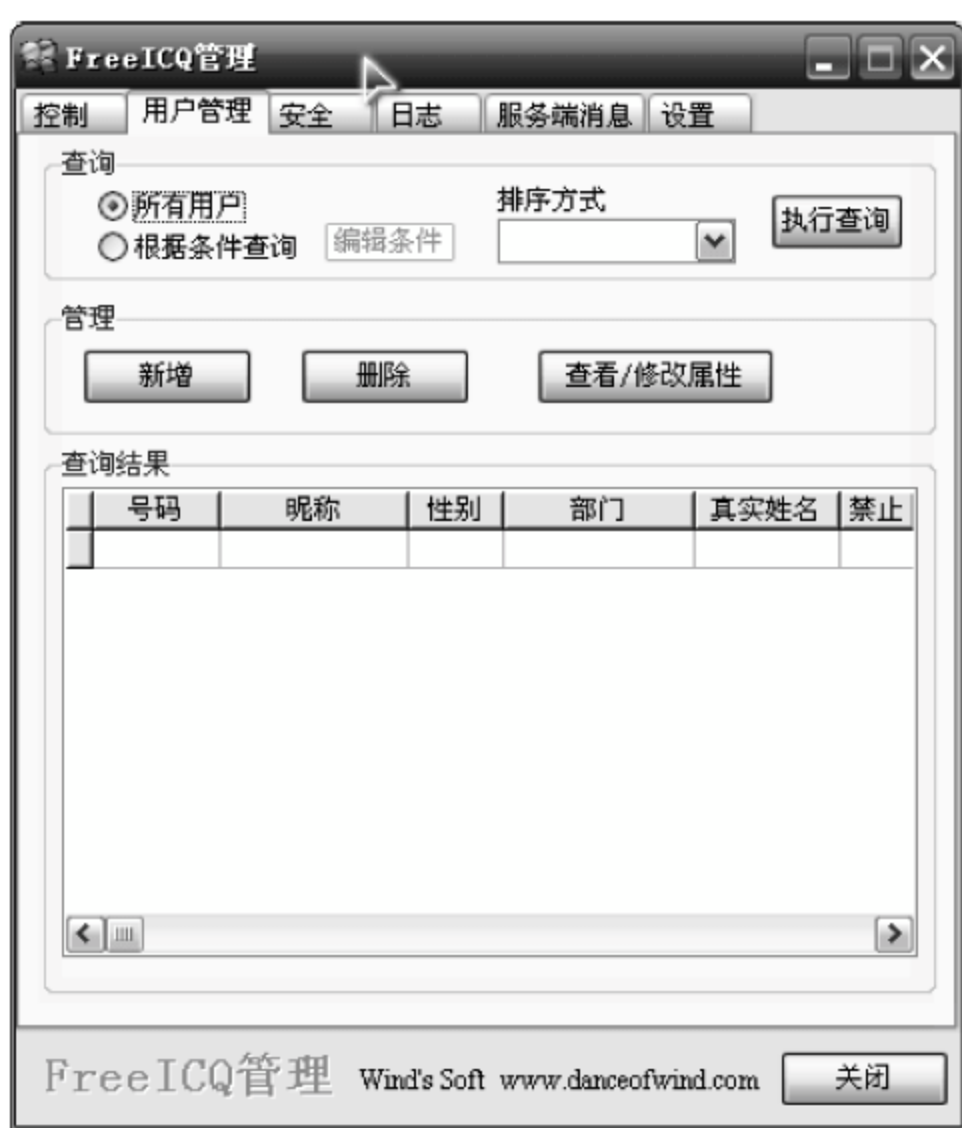 FreeICQ管理
控制 用户管理 安全 日志 服务端消息 设置
查询
所有用户 排序方式 执行查询
根据条件查询 编辑条件
管理
新增 删除 查看/修改属性
查询结果
号码 昵称 性别 部门 真实姓名 禁止
FreeICQ管理 Wind's Soft www.danceofwind.com 关闭